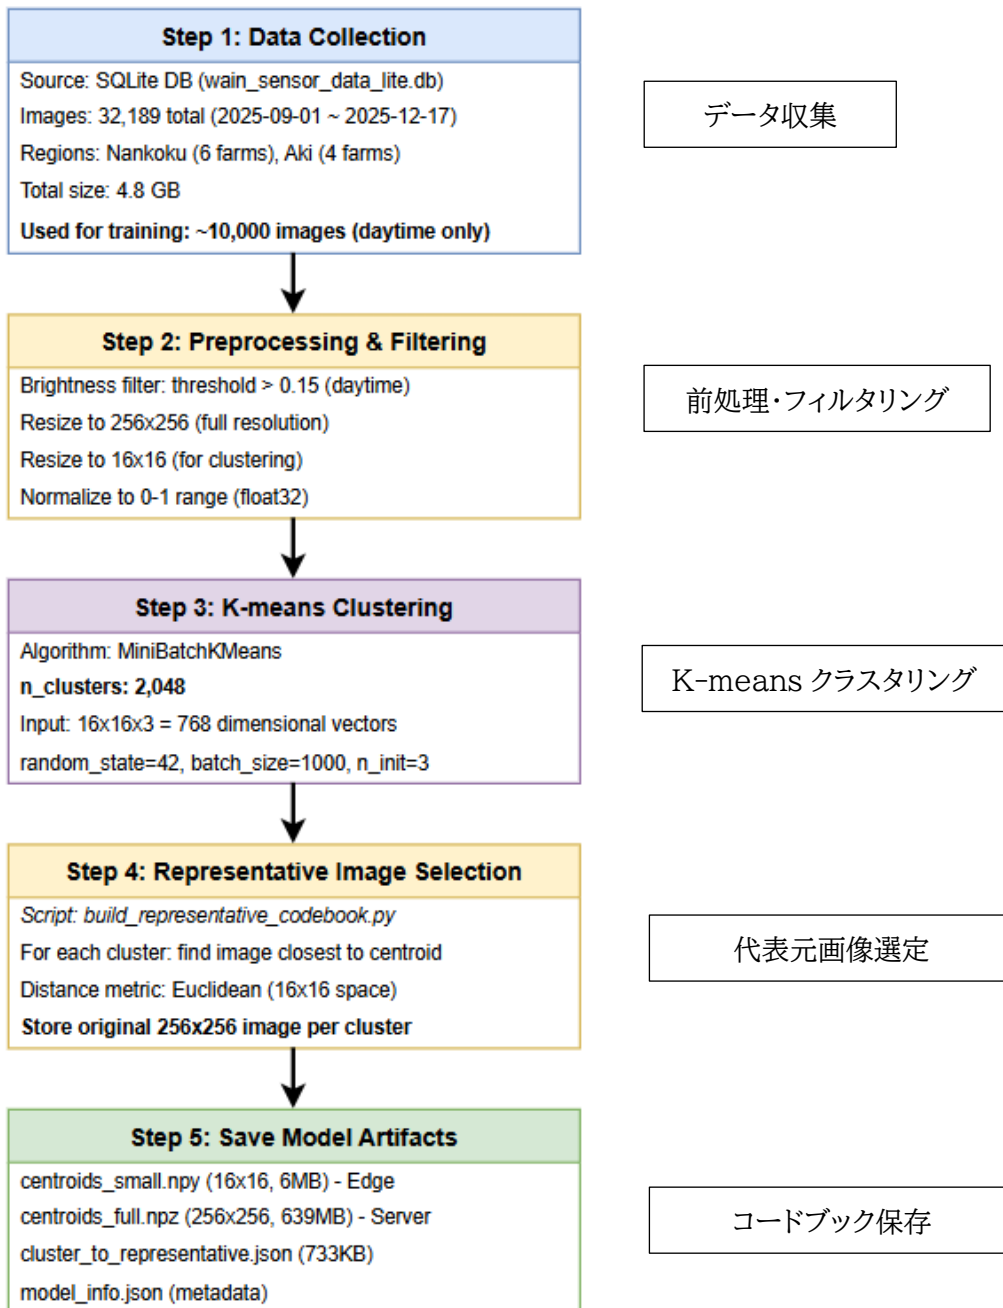 Step 1: Data Collection
Source: SQLite DB (wain_sensor_data_lite.db)
Images: 32,189 total (2025-09-01 ~ 2025-12-17)
Regions: Nankoku (6 farms), Aki (4 farms)
Total size: 4.8 GB
Used for training: ~10,000 images (daytime only)
データ収集
Step 2: Preprocessing & Filtering
Brightness filter: threshold > 0.15 (daytime)
Resize to 256x256 (full resolution)
Resize to 16x16 (for clustering)
Normalize to 0-1 range (float32)
前処理・フィルタリング
Step 3: K-means Clustering
Algorithm: MiniBatchKMeans
n_clusters: 2,048
Input: 16x16x3 = 768 dimensional vectors
random_state=42, batch_size=1000, n_init=3
K-means クラスタリング
Step 4: Representative Image Selection
Script: build_representative_codebook.py
For each cluster: find image closest to centroid
Distance metric: Euclidean (16x16 space)
Store original 256x256 image per cluster
代表元画像選定
Step 5: Save Model Artifacts
centroids_small.npy (16x16, 6MB) - Edge
centroids_full.npz (256x256, 639MB) - Server
cluster_to_representative.json (733KB)
model_info.json (metadata)
コードブック保存